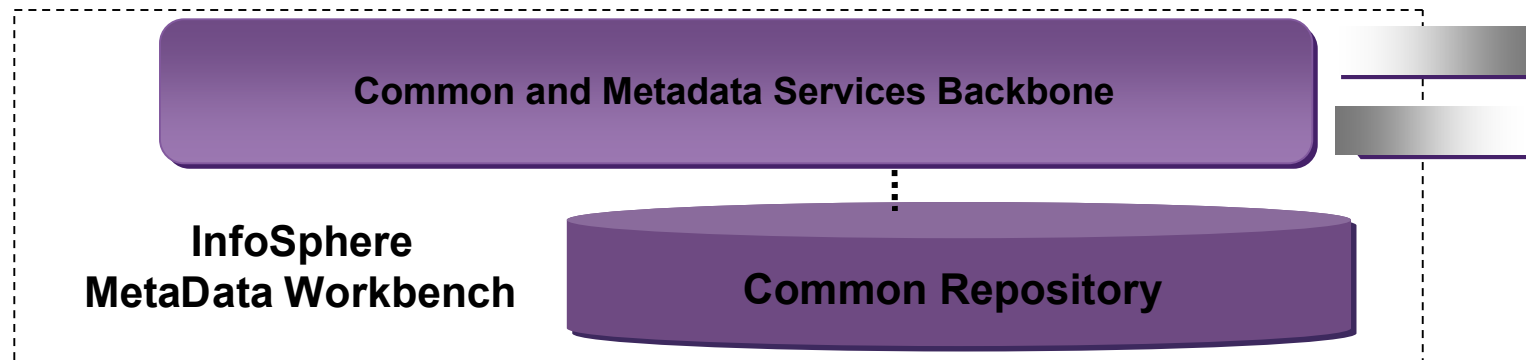 Common and Metadata Services Backbone
InfoSphere
MetaData Workbench
Common Repository